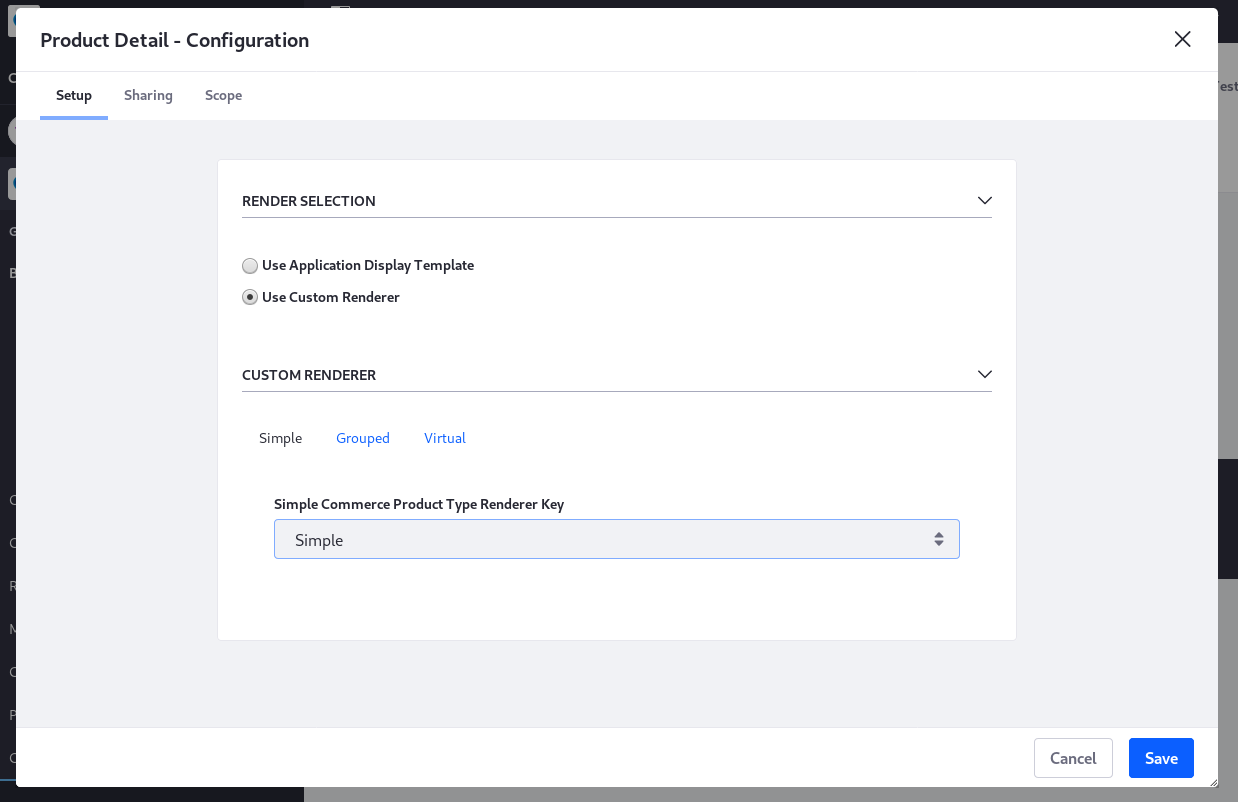 Product Detail - Configuration
Setup Sharing Scope
RENDER SELECTION
Use Application Display Template
Use Custom Renderer
CUSTOM RENDERER
Simple Grouped Virtual
Simple Commerce Product Type Renderer Key
Simple
Cancel Save